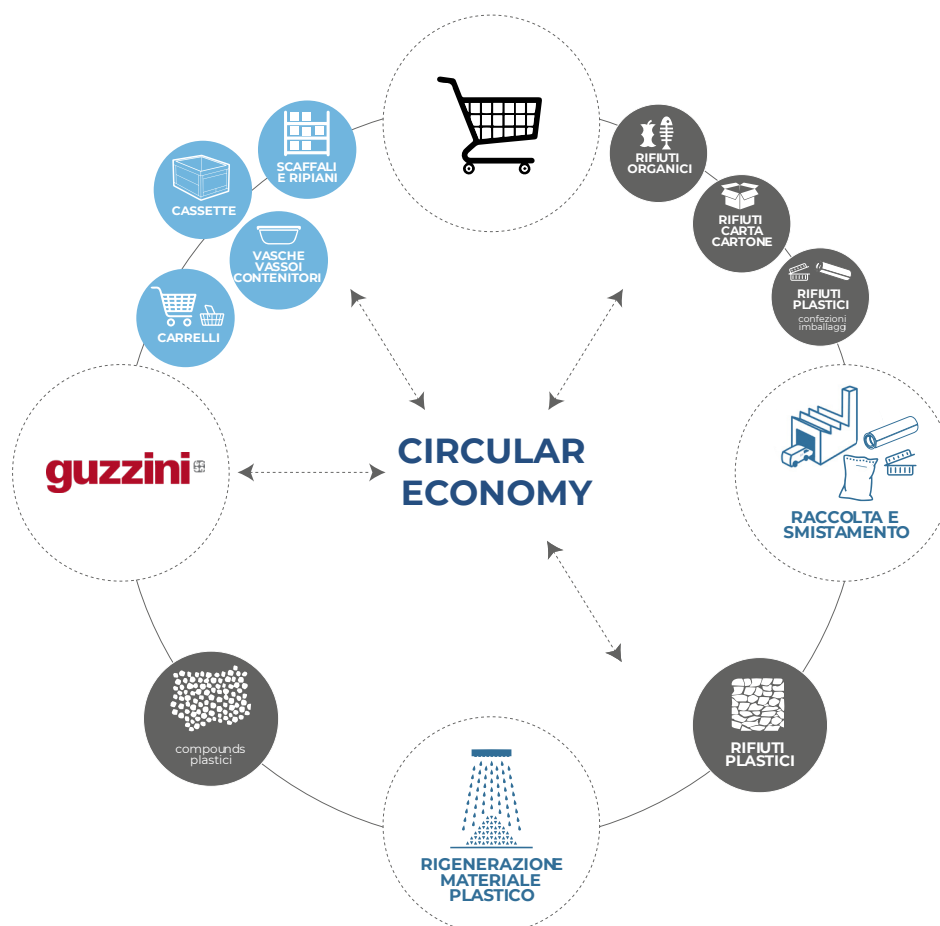 SCAFFALI
E RIPIANI
CASSETTE
VASCHE
VASSOI
CONTENITORI
CARRELLI
RIFIUTI
ORGANICI
RIFIUTI
CARTA
CARTONE
RIFIUTI
PLASTICI
confezioni
imballagg
guzzini
CIRCULAR
ECONOMY
RACCOLTA E
SMISTAMENTO
compounds
plastici
RIFIUTI
PLASTICI
RIGENERAZIONE
MATERIALE
PLASTICO